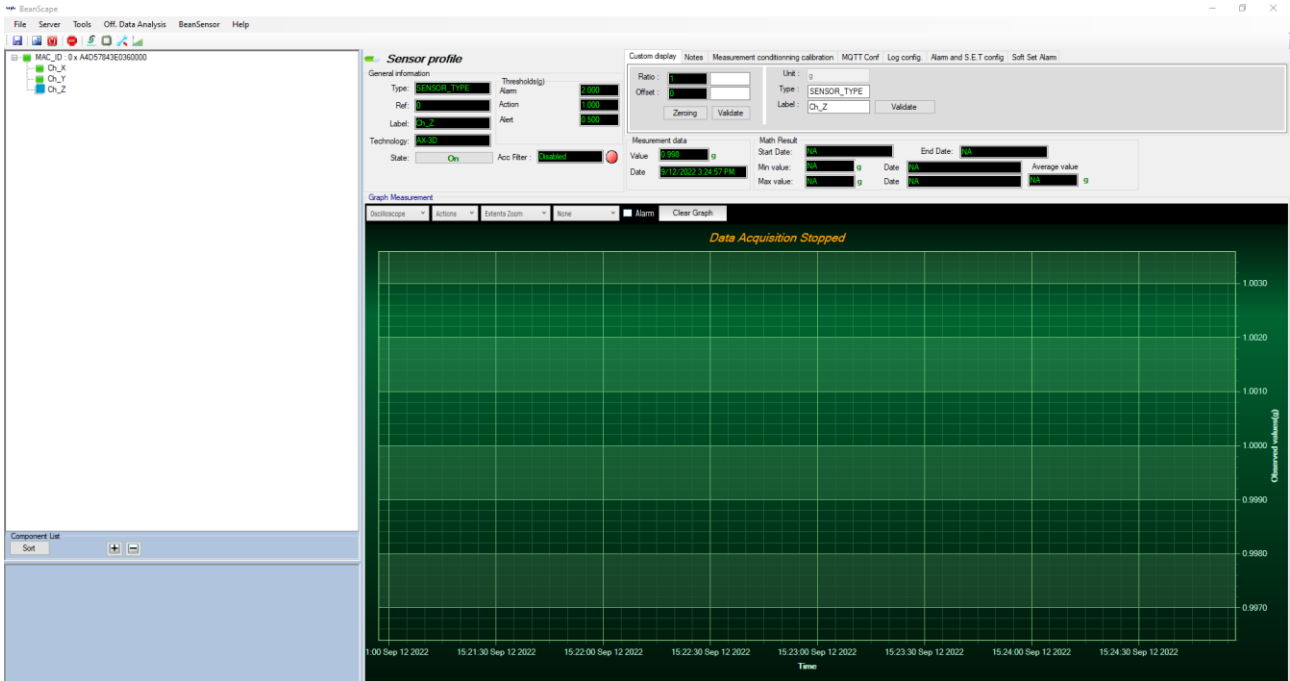 BeanScape
File Server Tools Off. Data Analysis BeanSensor Help
MAC_ID : 0 x A4D57843E0360000
Ch_X
Ch_Y
Ch_Z
Component List
Sort
Sensor profile
General information
Type: SENSOR_TYPE
Ref: 0
Label: Ch_Z
Technology: AX-3D
State: On
Thresholds(g)
Alarm 2.000
Action 1.000
Alert 0.500
Acc Filter : Disabled
Custom display Notes Measurement conditionning calibration MQTT Conf Log config. Alarm and S.E.T config Soft Set Alarm
Ratio : 1
Offset : 0
Zeroing Validate
Unit : g
Type : SENSOR_TYPE
Label : Ch_Z Validate
Mesurement data
Value 0.998 g
Date 9/12/2022 3:24:57 PM
Math Result
Start Date: NA End Date: NA
Min value: NA g Date NA Average value
Max value: NA g Date NA NA g
Graph Measurement
Oscilloscope Actions Extents Zoom None Alarm Clear Graph
Data Acquisition Stopped
1.0030
1.0020
1.0010
1.0000
0.9990
0.9980
0.9970
Observed values(g)
1:00 Sep 12 2022 15:21:30 Sep 12 2022 15:22:00 Sep 12 2022 15:22:30 Sep 12 2022 15:23:00 Sep 12 2022 15:23:30 Sep 12 2022 15:24:00 Sep 12 2022 15:24:30 Sep 12 2022
Time